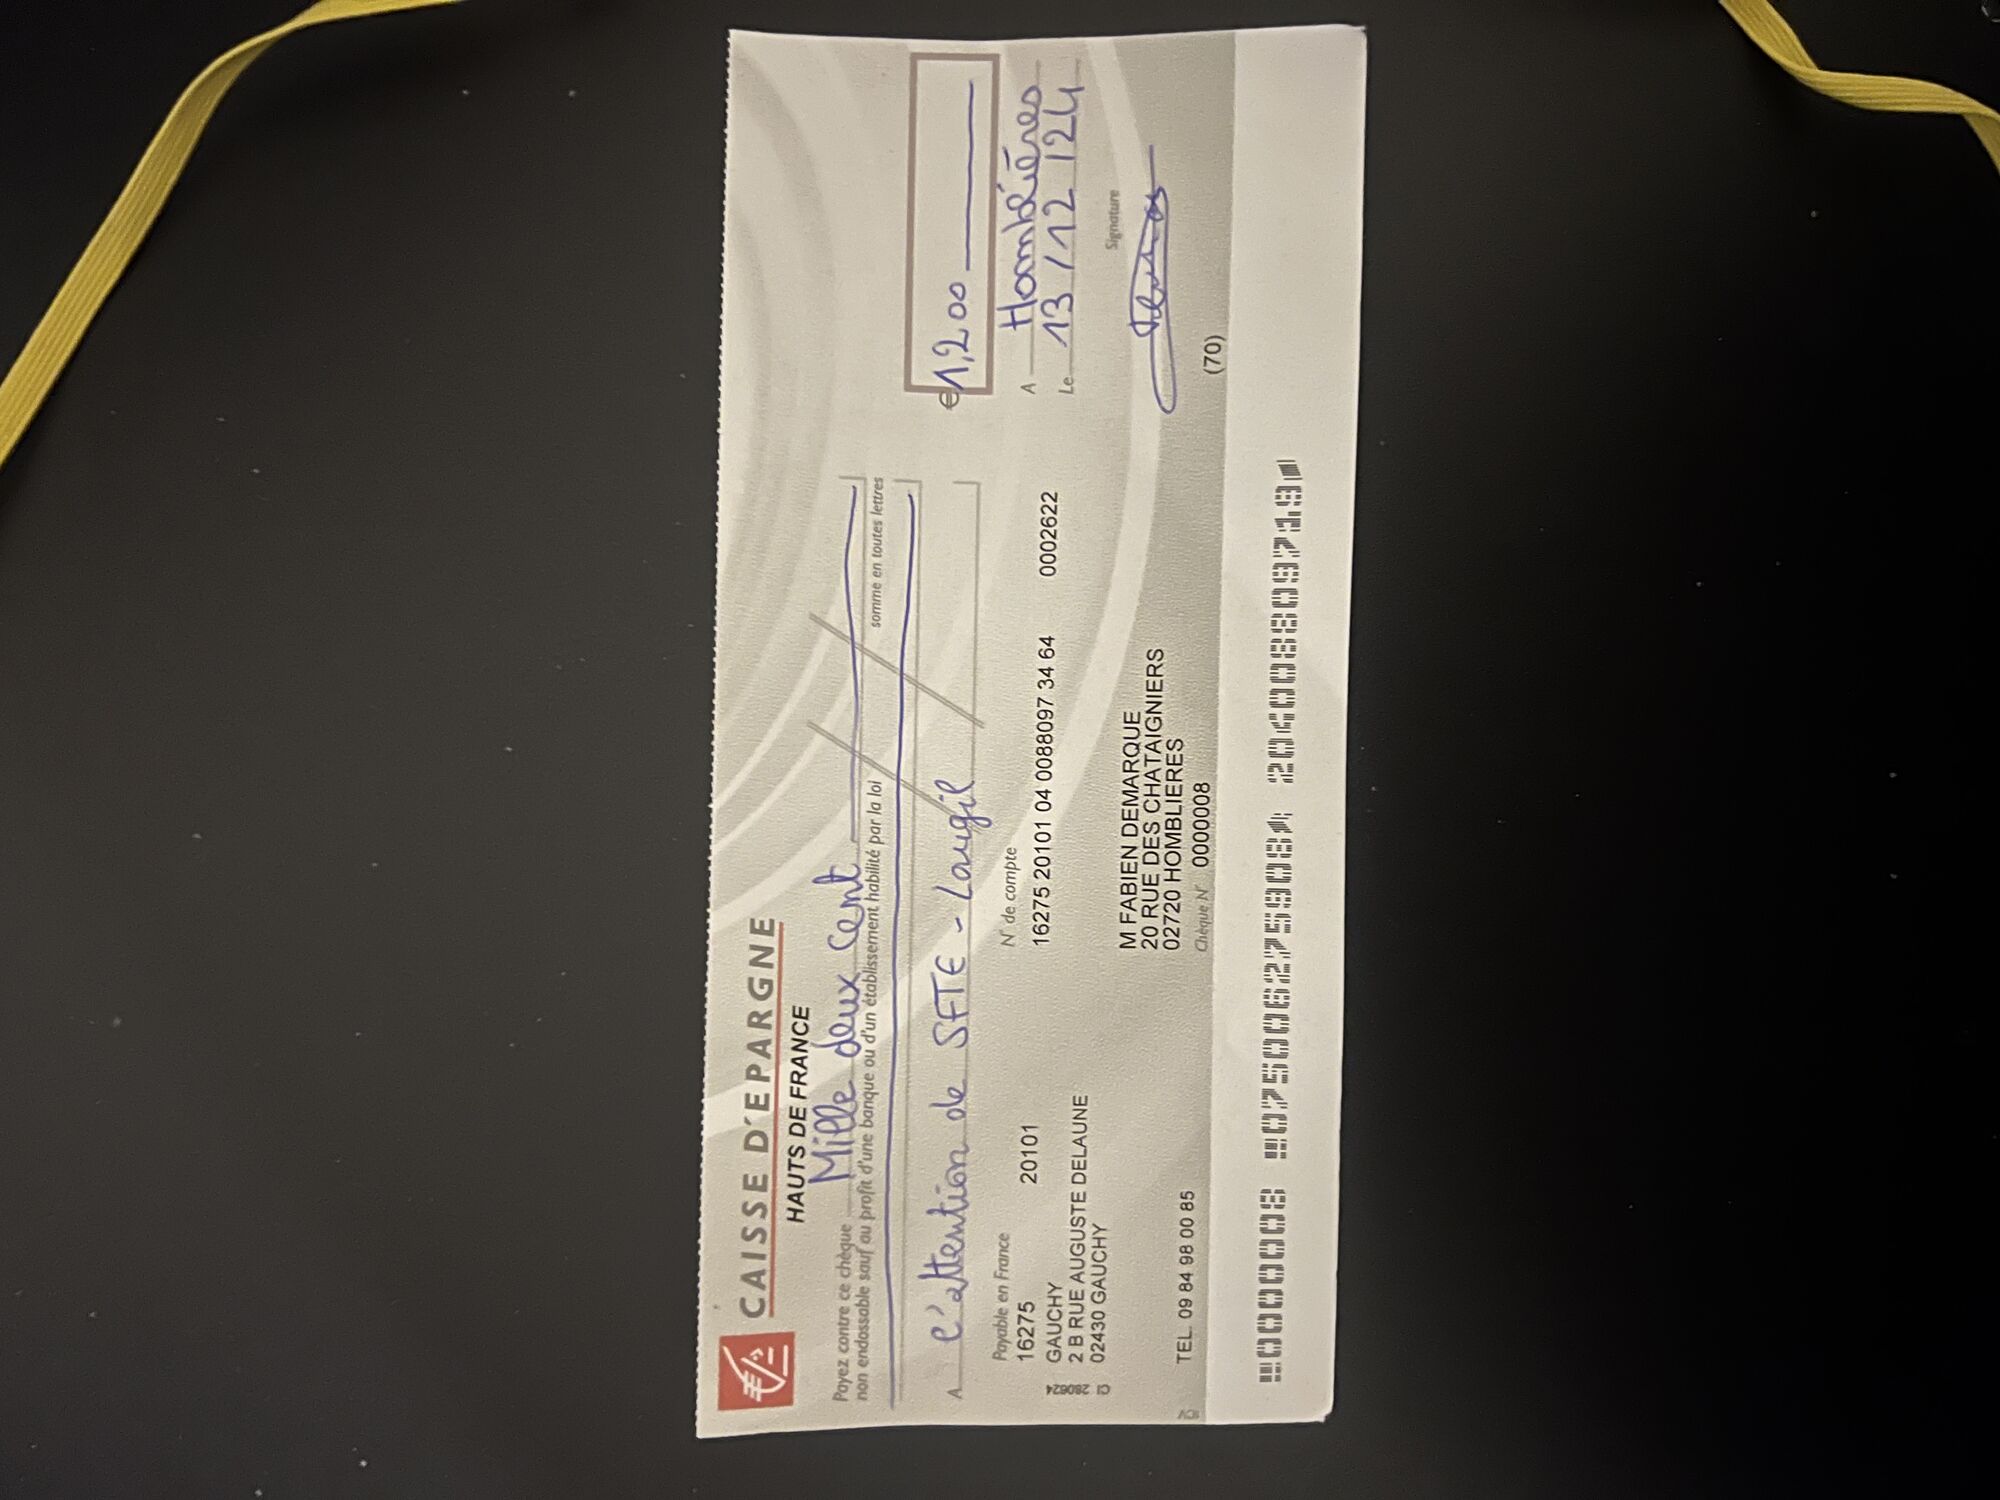 CAISSE D'EPARGNE
HAUTS DE FRANCE
Payez contre ce chèque Mille deux cent
non endossable sauf au profit d'une banque ou d'un établissement habilité par la loi
somme en toutes lettres
€ 1,200
A l'attention de SFTE - Laugil
A Homblières
Le 13/12/24
Payable en France
16275 20101
GAUCHY
2 B RUE AUGUSTE DELAUNE
02430 GAUCHY
TEL. 09 84 98 00 85
CI 280624
N° de compte
16275 20101 04 0088097 34 64 0002622
M FABIEN DEMARQUE
20 RUE DES CHATAIGNIERS
02720 HOMBLIERES
Chèque N° 0000008
Signature
(70)